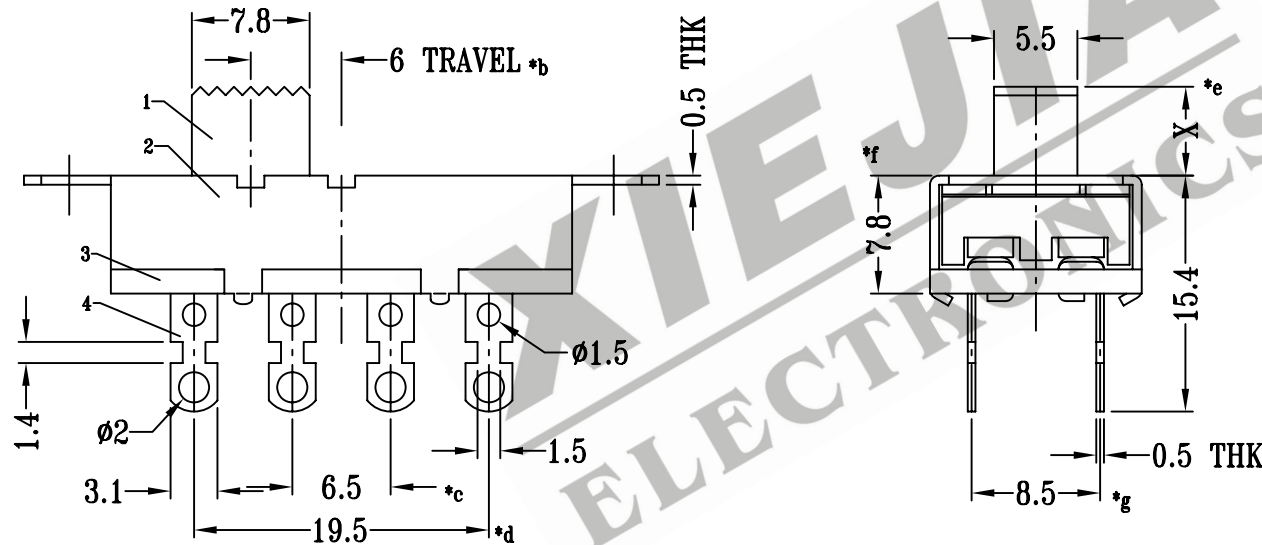 7.8
6 TRAVEL *b
0.5 THK
5.5
*e
X
1
2
*f
7.8
15.4
3
4
ø1.5
1.4
ø2
1.5
3.1
6.5
*c
19.5
*d
0.5 THK
8.5
*g
XIEJIA
ELECTRONICS